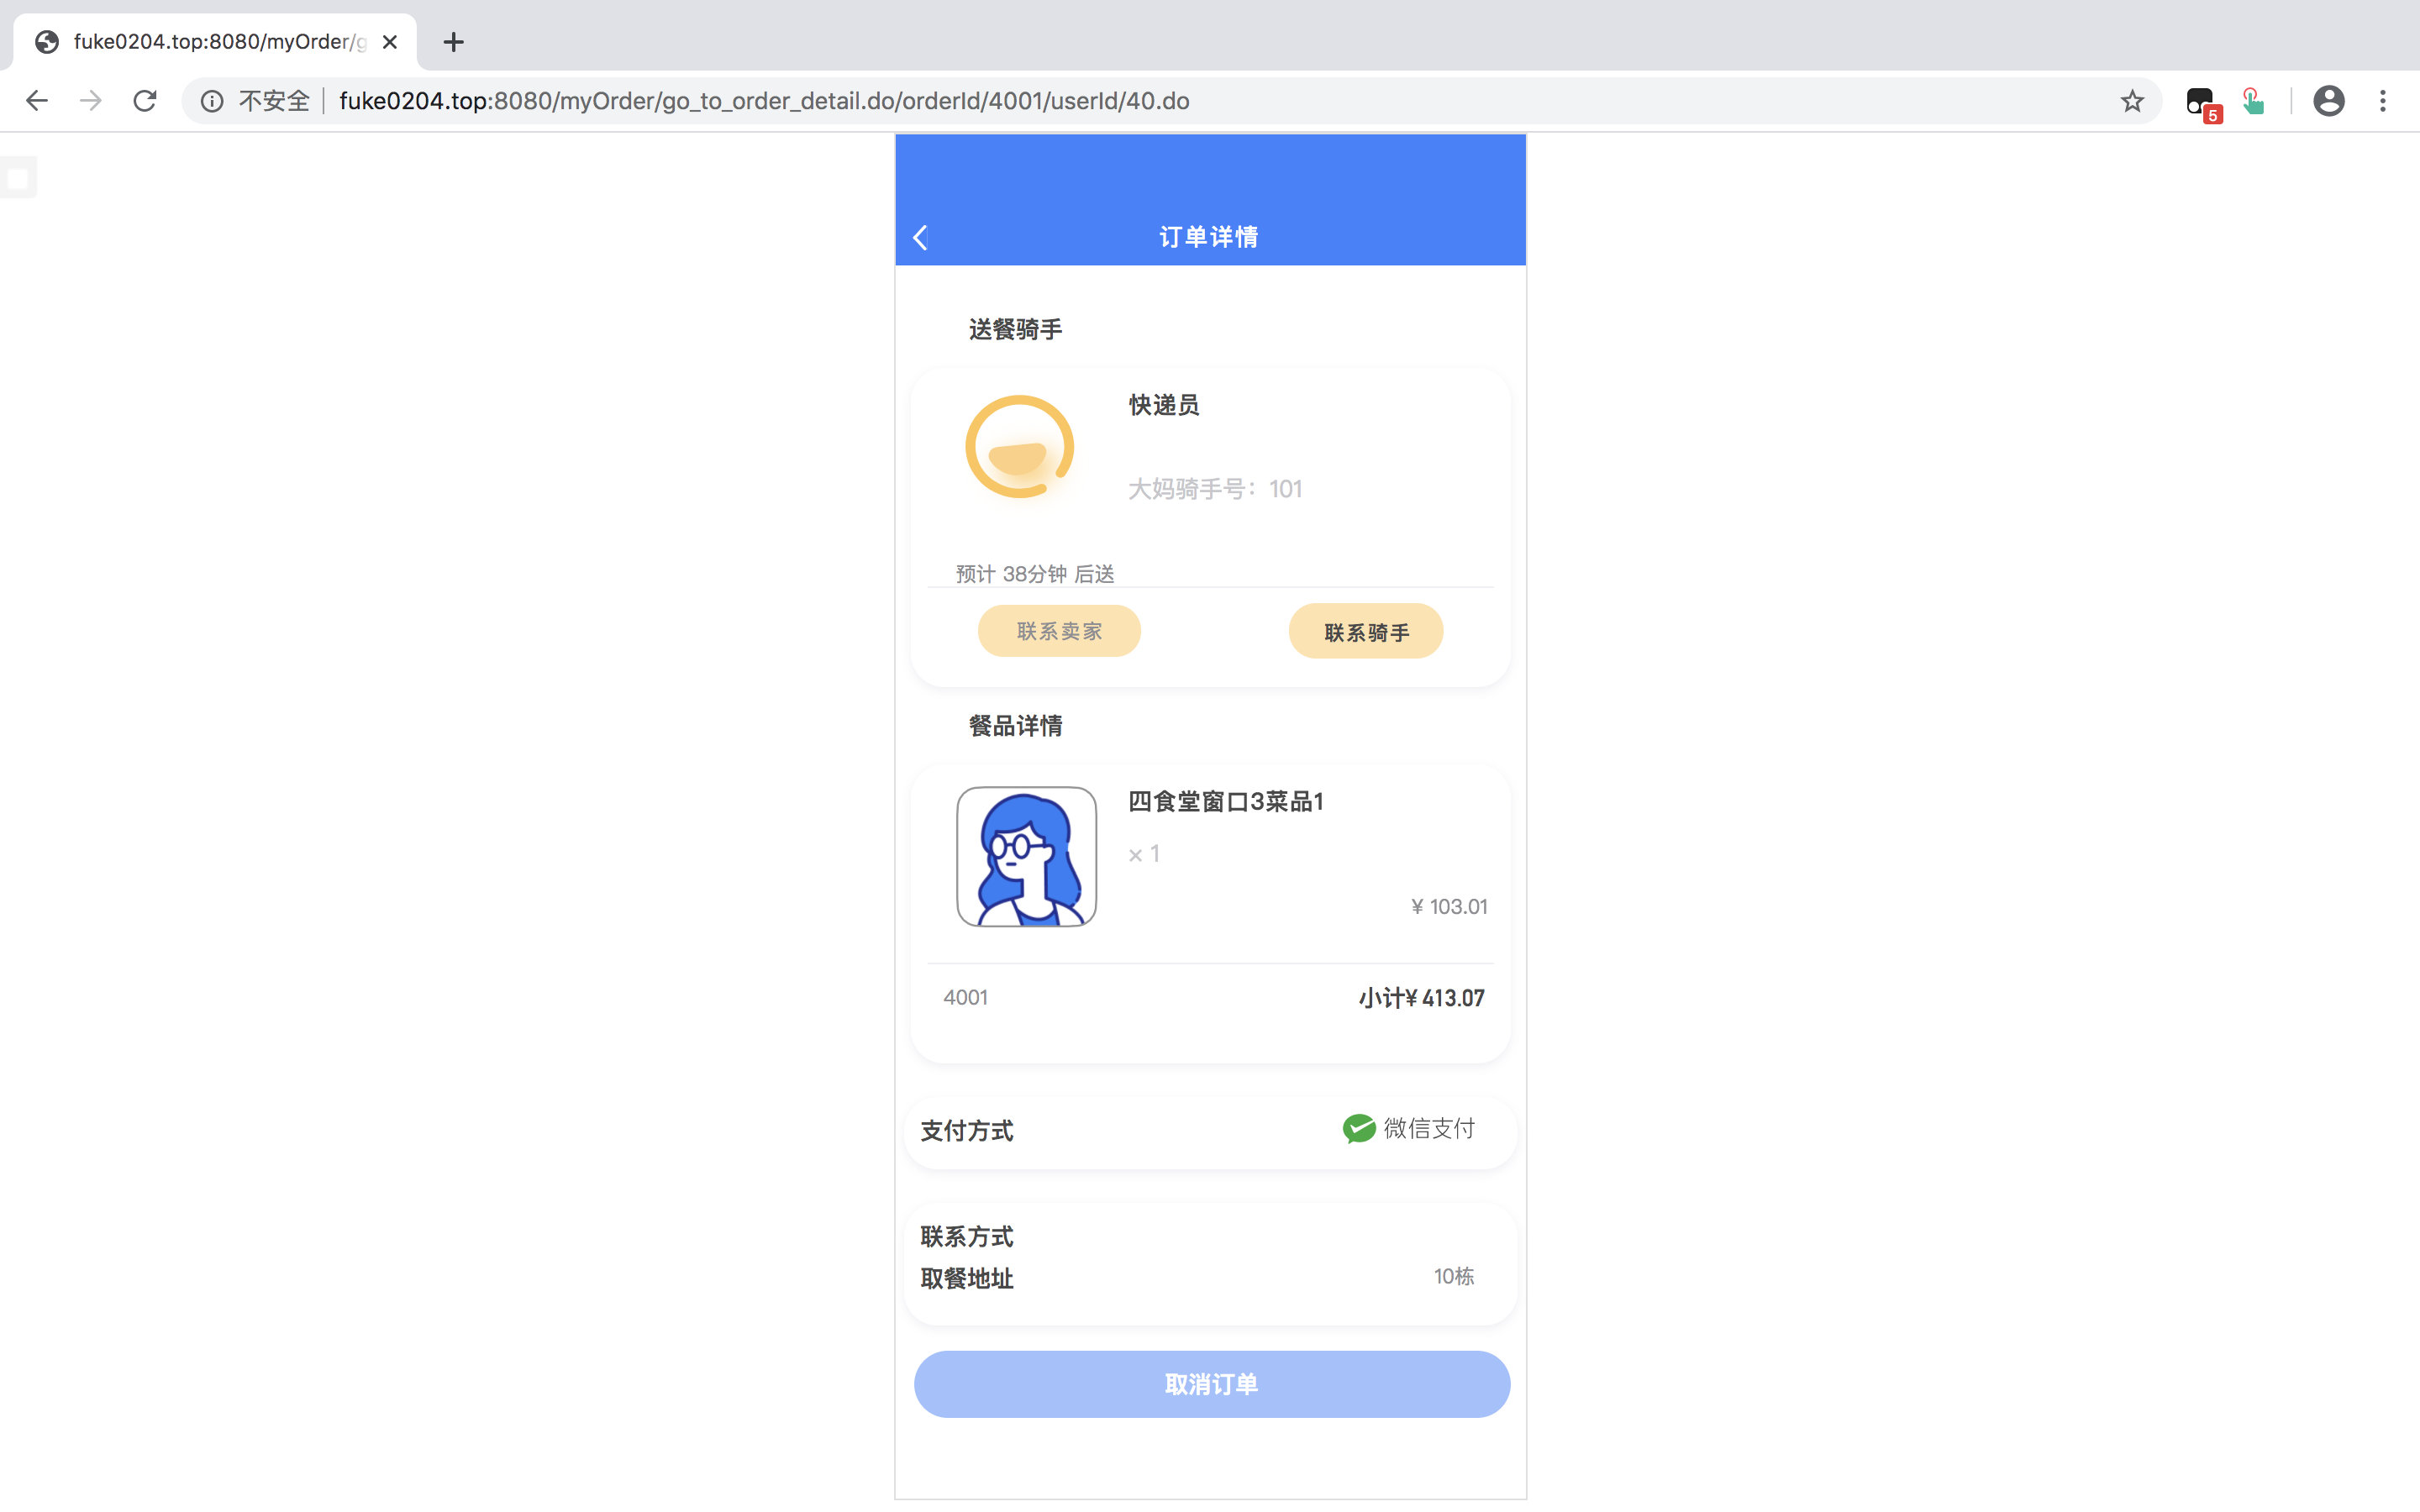 fuke0204.top:8080/myOrder/g
不安全 fuke0204.top:8080/myOrder/go_to_order_detail.do/orderId/4001/userId/40.do
5
订单详情
送餐骑手
快递员
大妈骑手号：101
预计 38分钟 后送
联系卖家 联系骑手
餐品详情
四食堂窗口3菜品1
× 1
¥ 103.01
4001 小计¥ 413.07
支付方式 微信支付
联系方式
取餐地址 10栋
取消订单